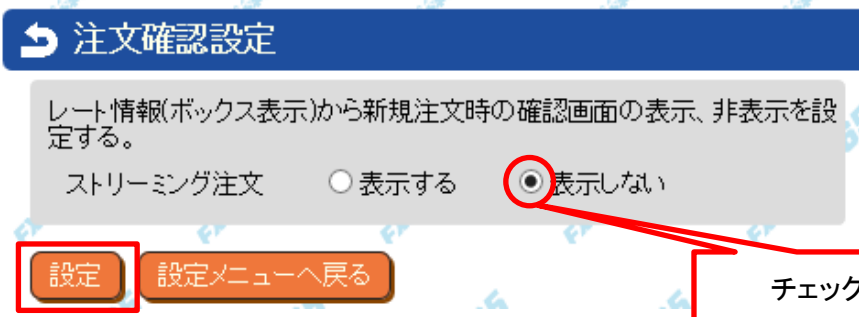 注文確認設定
レート情報(ボックス表示)から新規注文時の確認画面の表示、非表示を設
定する。
ストリーミング注文 表示する 表示しない
設定 設定メニューへ戻る
チェック